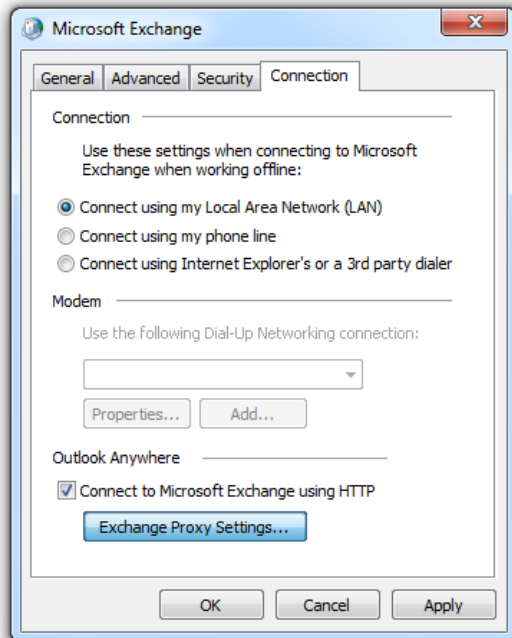 Microsoft Exchange
General Advanced Security Connection
Connection
Use these settings when connecting to Microsoft
Exchange when working offline:
Connect using my Local Area Network (LAN)
Connect using my phone line
Connect using Internet Explorer's or a 3rd party dialer
Modem
Use the following Dial-Up Networking connection:
Properties... Add...
Outlook Anywhere
Connect to Microsoft Exchange using HTTP
Exchange Proxy Settings...
OK Cancel Apply